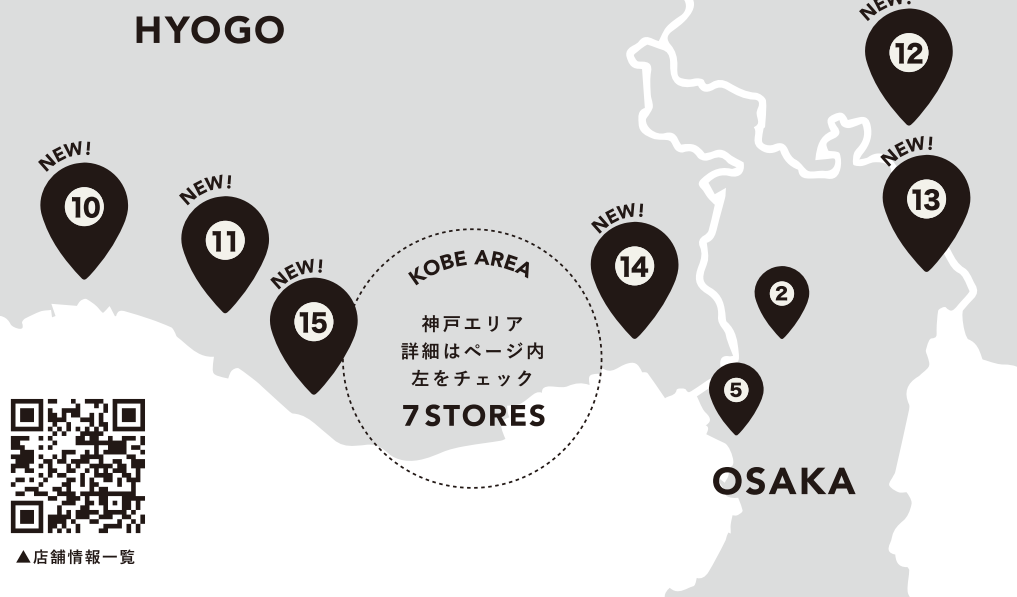 HYOGO
NEW!
12
NEW!
13
NEW!
10
NEW!
11
NEW!
15
NEW!
14
KOBE AREA
神戸エリア
詳細はページ内
左をチェック
7STORES
2
5
OSAKA
▲店舗情報一覧